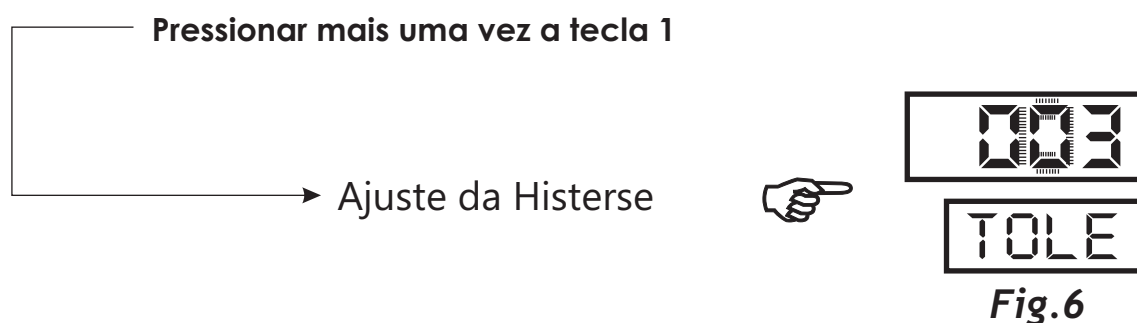 Pressionar mais uma vez a tecla 1
003
Ajuste da Histerse
TOLE
Fig.6